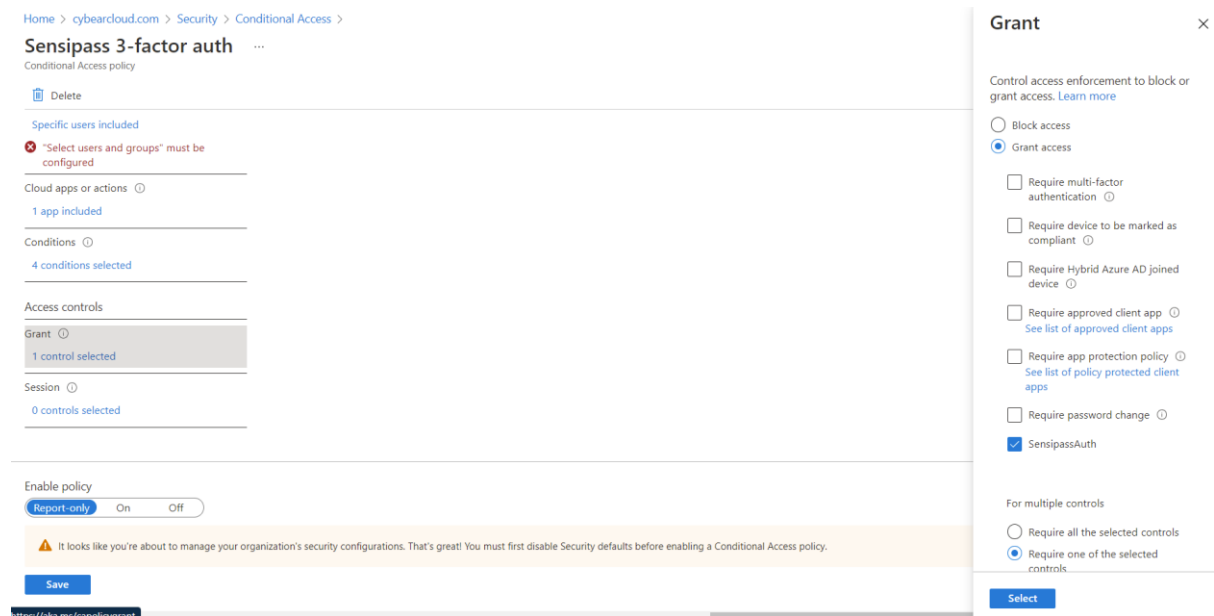 Home > cybearcloud.com > Security > Conditional Access >
Sensipass 3-factor auth ...
Conditional Access policy
Delete
Specific users included
"Select users and groups" must be
configured
Cloud apps or actions
1 app included
Conditions
4 conditions selected
Access controls
Grant
1 control selected
Session
0 controls selected
Enable policy
Report-only On Off
It looks like you're about to manage your organization's security configurations. That's great! You must first disable Security defaults before enabling a Conditional Access policy.
Save
https://aka.ms/capolicygrant
Grant
Control access enforcement to block or
grant access. Learn more
Block access
Grant access
Require multi-factor
authentication
Require device to be marked as
compliant
Require Hybrid Azure AD joined
device
Require approved client app
See list of approved client apps
Require app protection policy
See list of policy protected client
apps
Require password change
SensipassAuth
For multiple controls
Require all the selected controls
Require one of the selected
controls
Select